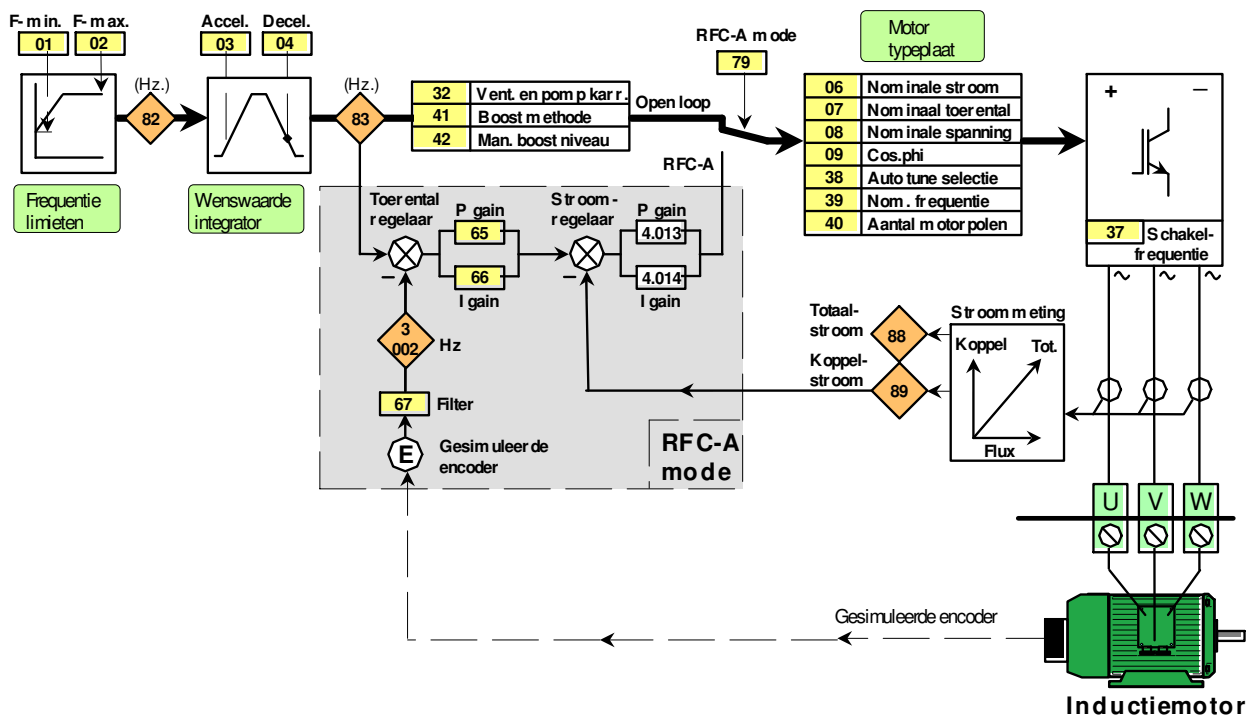 F-min. F-max.
01 02
Accel. Decel.
03 04
(Hz.)
82
(Hz.)
83
Frequentie
limieten
Wenswaarde
integrator
32 Vent. en pompkarr.
41 Boost methode
42 Man. boost niveau
Open loop
RFC-A mode
79
RFC-A
Motor
typeplaat
06 Nominale stroom
07 Nominaal toerental
08 Nominale spanning
09 Cos.phi
38 Auto tune selectie
39 Nom. frequentie
40 Aantal motorpolen
+ −
37 Schakel-
frequentie
~ ~ ~
Toerental
regelaar
P gain
65
66
I gain
−
Stroom-
regelaar
P gain
4.013
4.014
I gain
−
3
002
Hz
67 Filter
E
Gesimuleerde
encoder
RFC-A
mode
Totaal-
stroom
88
Koppel-
stroom
89
Stroommeting
Koppel Tot.
Flux
U V W
Gesimuleerde encoder
Inductiemotor